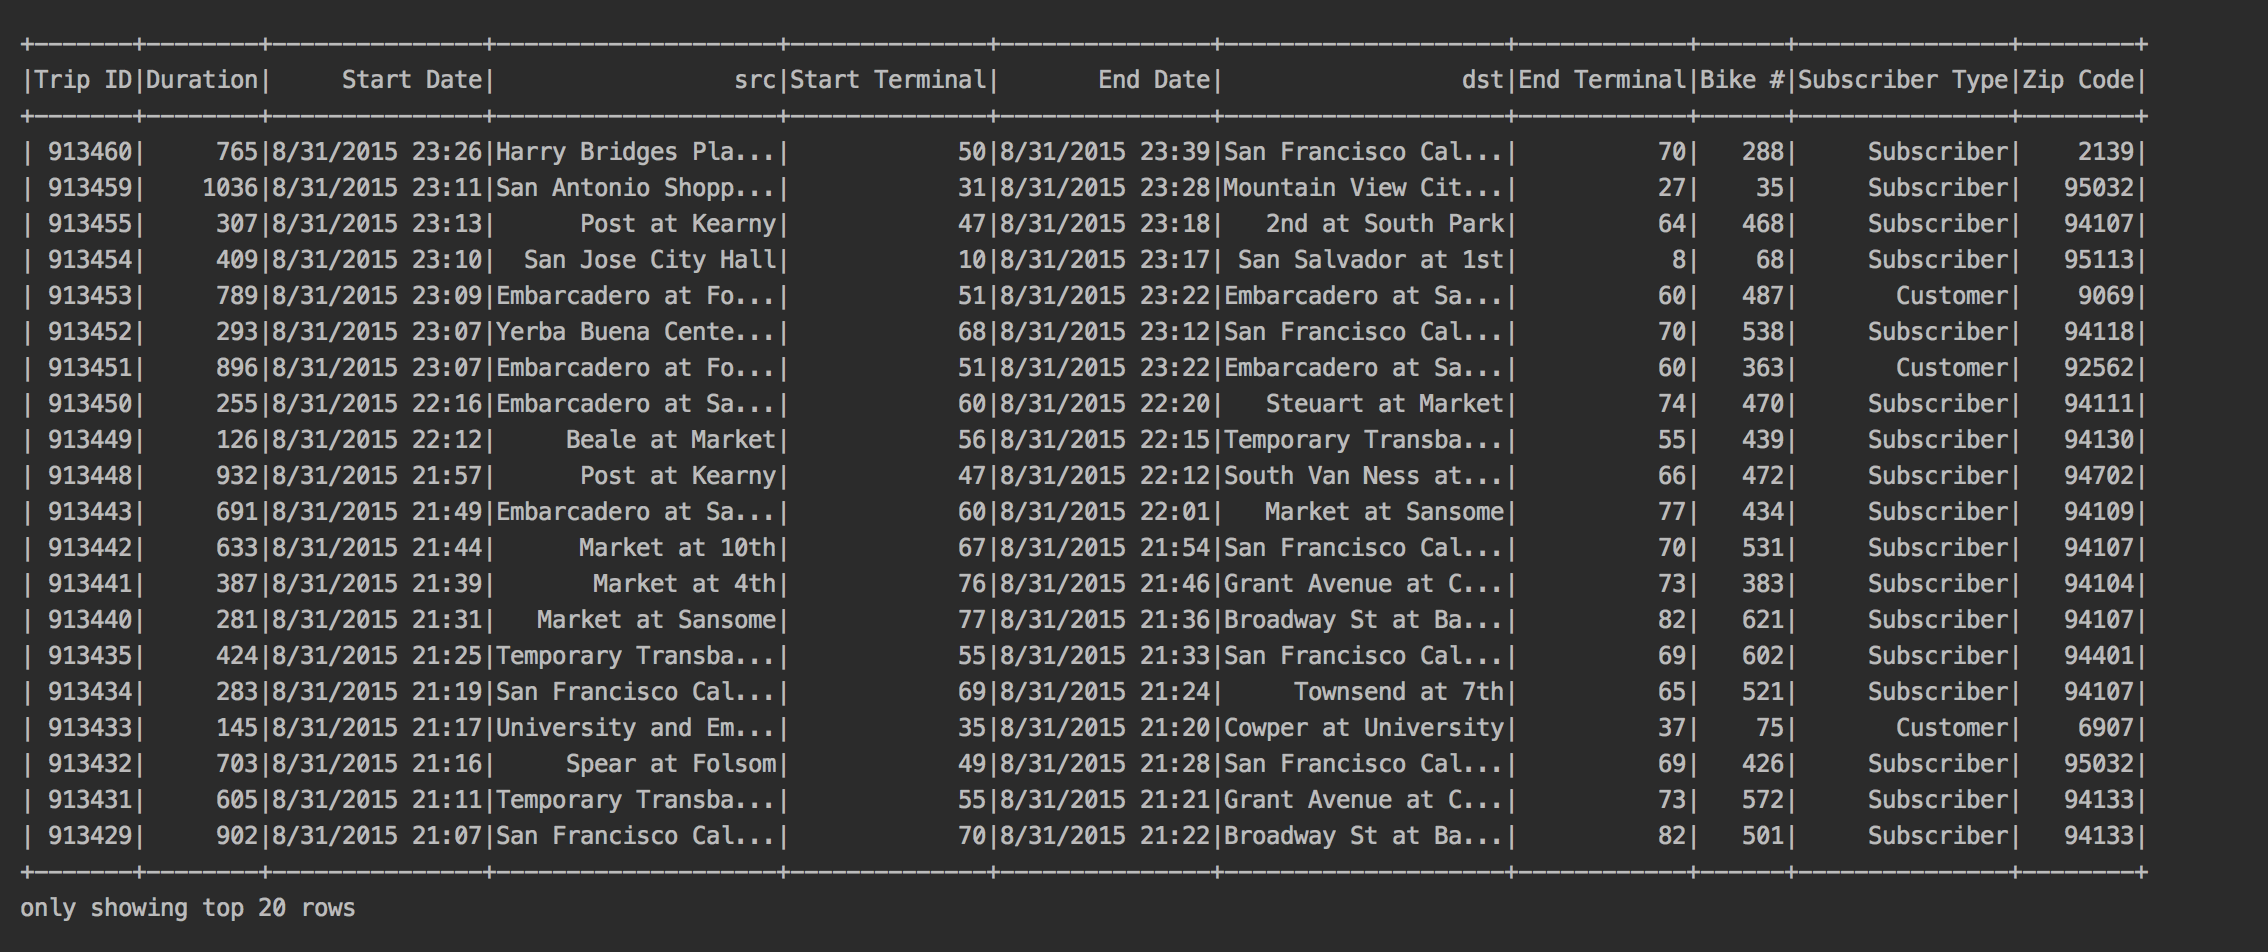 +-------+--------+---------------+--------------------+--------------+---------------+--------------------+------------+------+---------------+--------+
|Trip ID|Duration|     Start Date|                 src|Start Terminal|       End Date|                 dst|End Terminal|Bike #|Subscriber Type|Zip Code|
+-------+--------+---------------+--------------------+--------------+---------------+--------------------+------------+------+---------------+--------+
| 913460|     765|8/31/2015 23:26|Harry Bridges Pla...|            50|8/31/2015 23:39|San Francisco Cal...|          70|   288|     Subscriber|    2139|
| 913459|    1036|8/31/2015 23:11|San Antonio Shopp...|            31|8/31/2015 23:28|Mountain View Cit...|          27|    35|     Subscriber|   95032|
| 913455|     307|8/31/2015 23:13|      Post at Kearny|            47|8/31/2015 23:18|   2nd at South Park|          64|   468|     Subscriber|   94107|
| 913454|     409|8/31/2015 23:10|  San Jose City Hall|            10|8/31/2015 23:17| San Salvador at 1st|           8|    68|     Subscriber|   95113|
| 913453|     789|8/31/2015 23:09|Embarcadero at Fo...|            51|8/31/2015 23:22|Embarcadero at Sa...|          60|   487|       Customer|    9069|
| 913452|     293|8/31/2015 23:07|Yerba Buena Cente...|            68|8/31/2015 23:12|San Francisco Cal...|          70|   538|     Subscriber|   94118|
| 913451|     896|8/31/2015 23:07|Embarcadero at Fo...|            51|8/31/2015 23:22|Embarcadero at Sa...|          60|   363|       Customer|   92562|
| 913450|     255|8/31/2015 22:16|Embarcadero at Sa...|            60|8/31/2015 22:20|   Steuart at Market|          74|   470|     Subscriber|   94111|
| 913449|     126|8/31/2015 22:12|     Beale at Market|            56|8/31/2015 22:15|Temporary Transba...|          55|   439|     Subscriber|   94130|
| 913448|     932|8/31/2015 21:57|      Post at Kearny|            47|8/31/2015 22:12|South Van Ness at...|          66|   472|     Subscriber|   94702|
| 913443|     691|8/31/2015 21:49|Embarcadero at Sa...|            60|8/31/2015 22:01|   Market at Sansome|          77|   434|     Subscriber|   94109|
| 913442|     633|8/31/2015 21:44|      Market at 10th|            67|8/31/2015 21:54|San Francisco Cal...|          70|   531|     Subscriber|   94107|
| 913441|     387|8/31/2015 21:39|       Market at 4th|            76|8/31/2015 21:46|Grant Avenue at C...|          73|   383|     Subscriber|   94104|
| 913440|     281|8/31/2015 21:31|   Market at Sansome|            77|8/31/2015 21:36|Broadway St at Ba...|          82|   621|     Subscriber|   94107|
| 913435|     424|8/31/2015 21:25|Temporary Transba...|            55|8/31/2015 21:33|San Francisco Cal...|          69|   602|     Subscriber|   94401|
| 913434|     283|8/31/2015 21:19|San Francisco Cal...|            69|8/31/2015 21:24|     Townsend at 7th|          65|   521|     Subscriber|   94107|
| 913433|     145|8/31/2015 21:17|University and Em...|            35|8/31/2015 21:20|Cowper at University|          37|    75|       Customer|    6907|
| 913432|     703|8/31/2015 21:16|     Spear at Folsom|            49|8/31/2015 21:28|San Francisco Cal...|          69|   426|     Subscriber|   95032|
| 913431|     605|8/31/2015 21:11|Temporary Transba...|            55|8/31/2015 21:21|Grant Avenue at C...|          73|   572|     Subscriber|   94133|
| 913429|     902|8/31/2015 21:07|San Francisco Cal...|            70|8/31/2015 21:22|Broadway St at Ba...|          82|   501|     Subscriber|   94133|
+-------+--------+---------------+--------------------+--------------+---------------+--------------------+------------+------+---------------+--------+
only showing top 20 rows